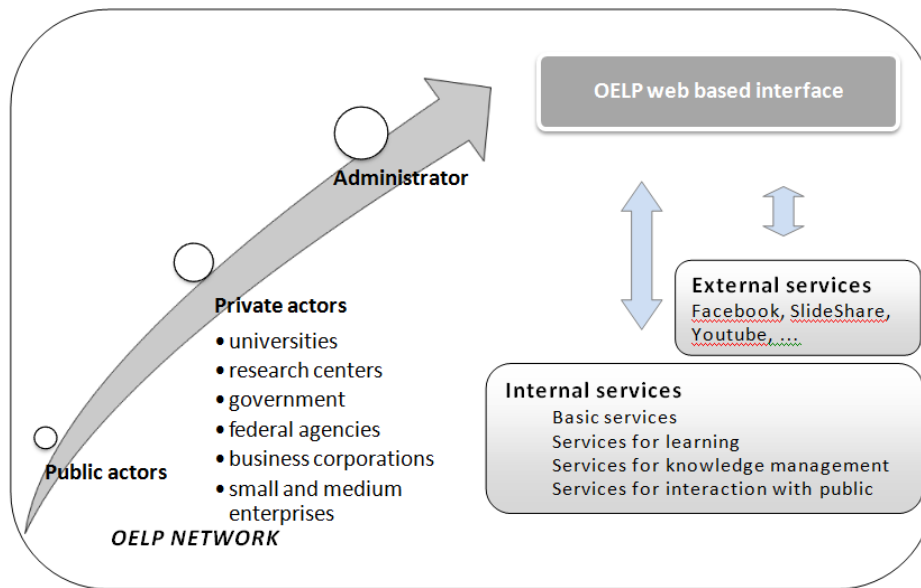 OELP web based interface
Administrator
Private actors
• universities
• research centers
• government
• federal agencies
• business corporations
• small and medium
enterprises
Public actors
OELP NETWORK
External services
Facebook, SlideShare,
Youtube, ...
Internal services
Basic services
Services for learning
Services for knowledge management
Services for interaction with public